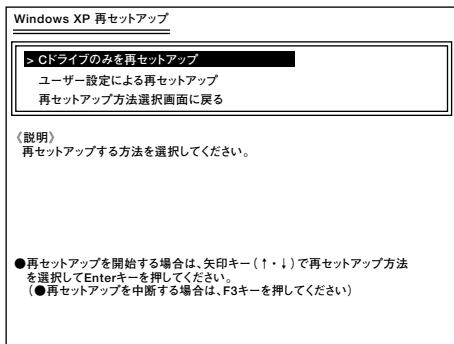 Windows XP 再セットアップ
> Cドライブのみを再セットアップ
ユーザー設定による再セットアップ
再セットアップ方法選択画面に戻る
《説明》
再セットアップする方法を選択してください。
●再セットアップを開始する場合は、矢印キー(↑・↓)で再セットアップ方法
を選択してEnterキーを押してください。
(●再セットアップを中断する場合は、F3キーを押してください)